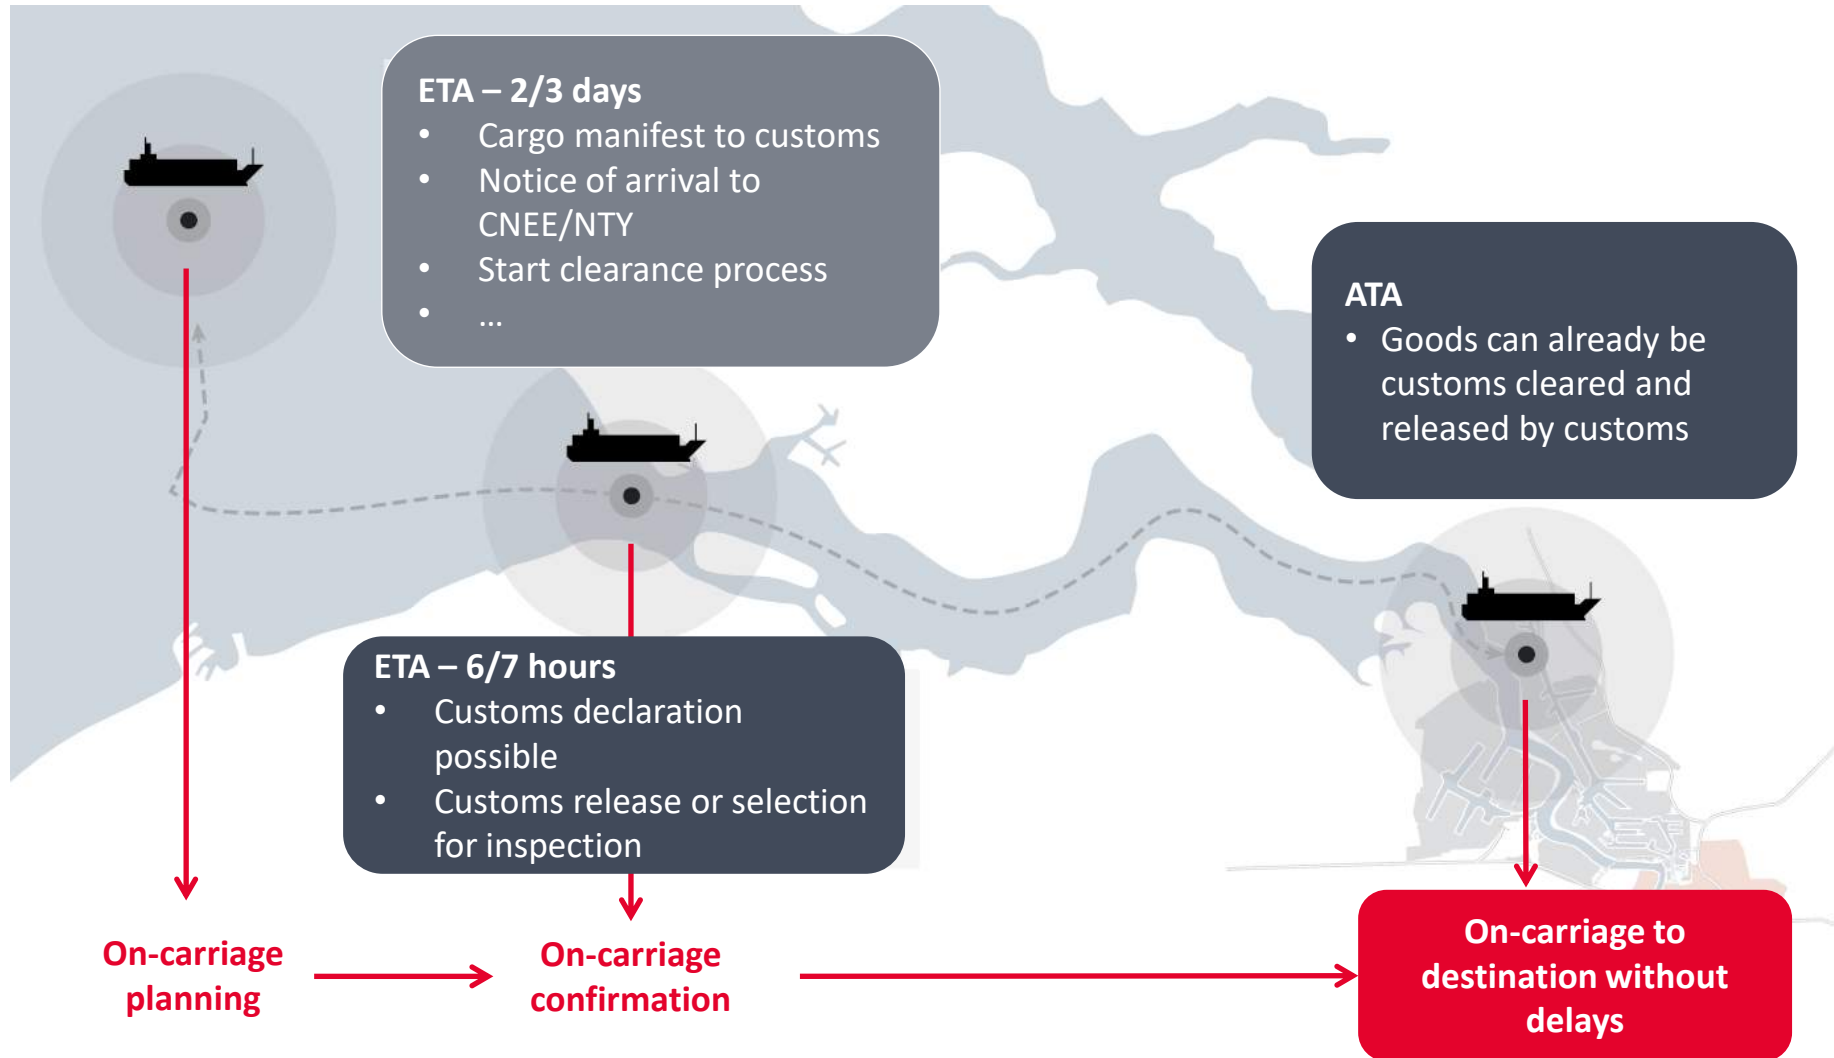 ETA – 2/3 days
• Cargo manifest to customs
• Notice of arrival to
CNEE/NTY
• Start clearance process
• ...
ATA
• Goods can already be
customs cleared and
released by customs
ETA – 6/7 hours
• Customs declaration
possible
• Customs release or selection
for inspection
On-carriage
planning
On-carriage
confirmation
On-carriage to
destination without
delays